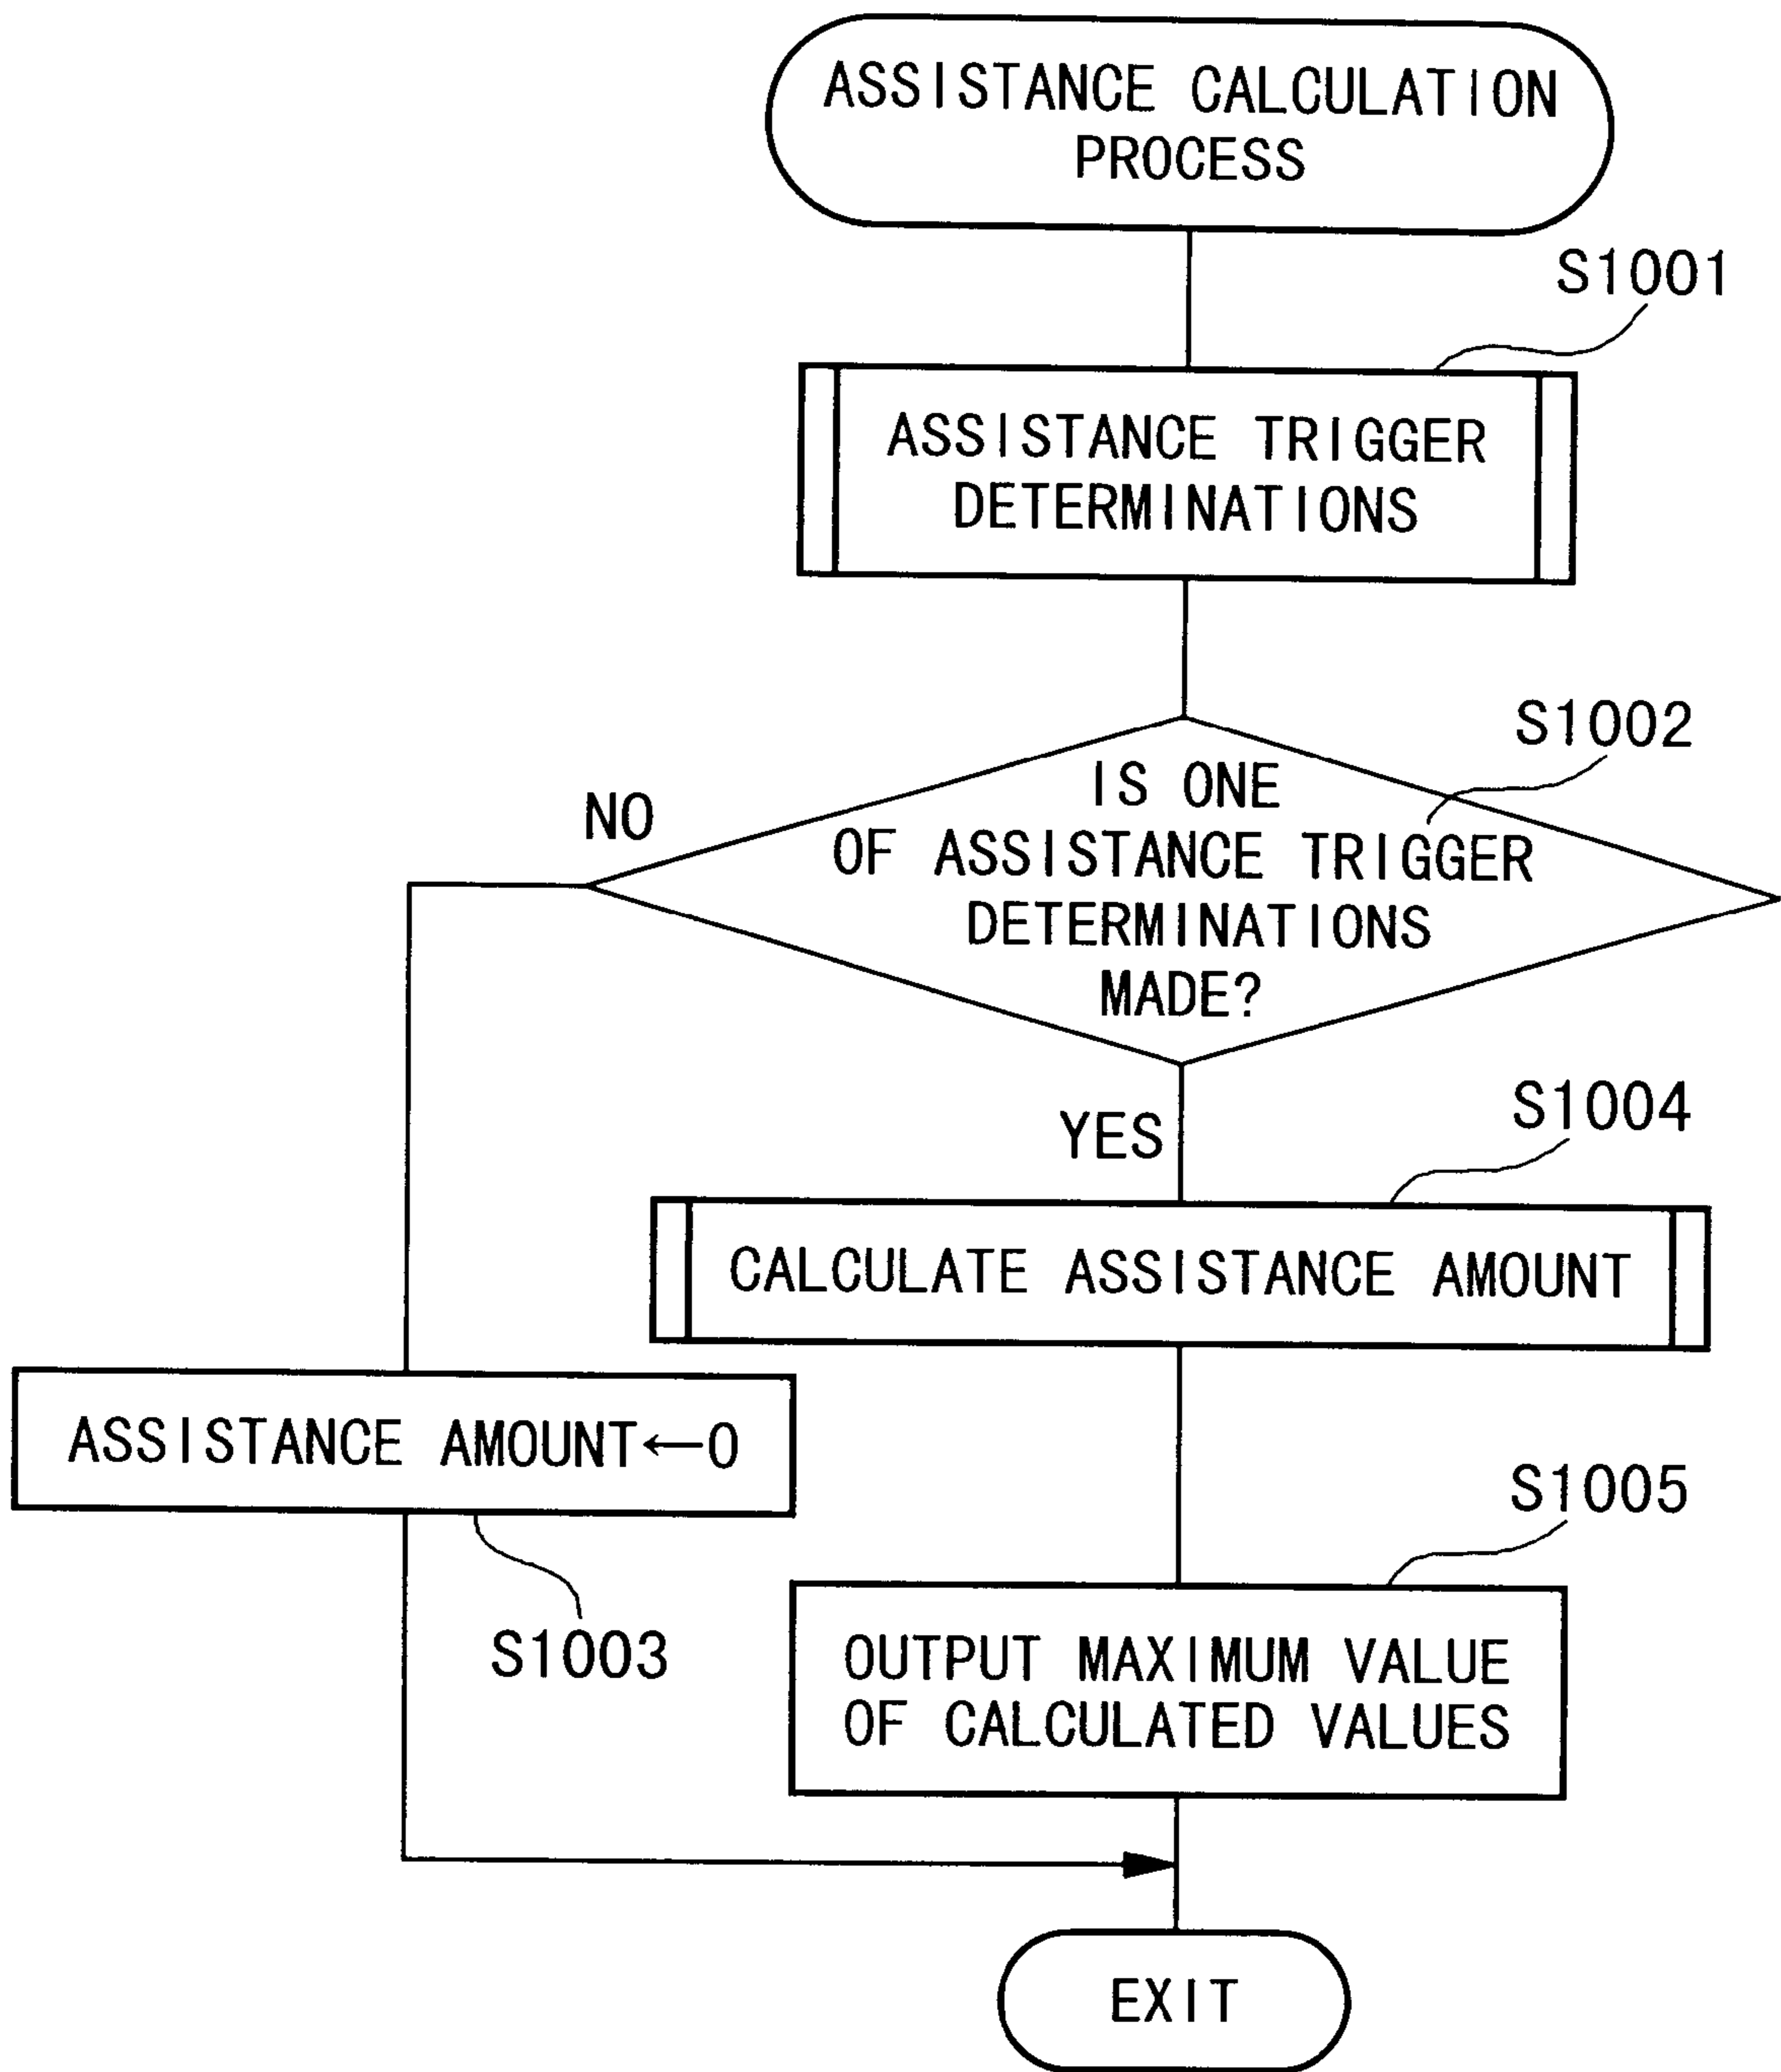 ASSISTANCE CALCULATION
PROCESS
S1001
ASSISTANCE TRIGGER
DETERMINATIONS
S1002
IS ONE
OF ASSISTANCE TRIGGER
DETERMINATIONS
MADE?
NO
YES
S1004
CALCULATE ASSISTANCE AMOUNT
ASSISTANCE AMOUNT←0
S1003
S1005
OUTPUT MAXIMUM VALUE
OF CALCULATED VALUES
EXIT